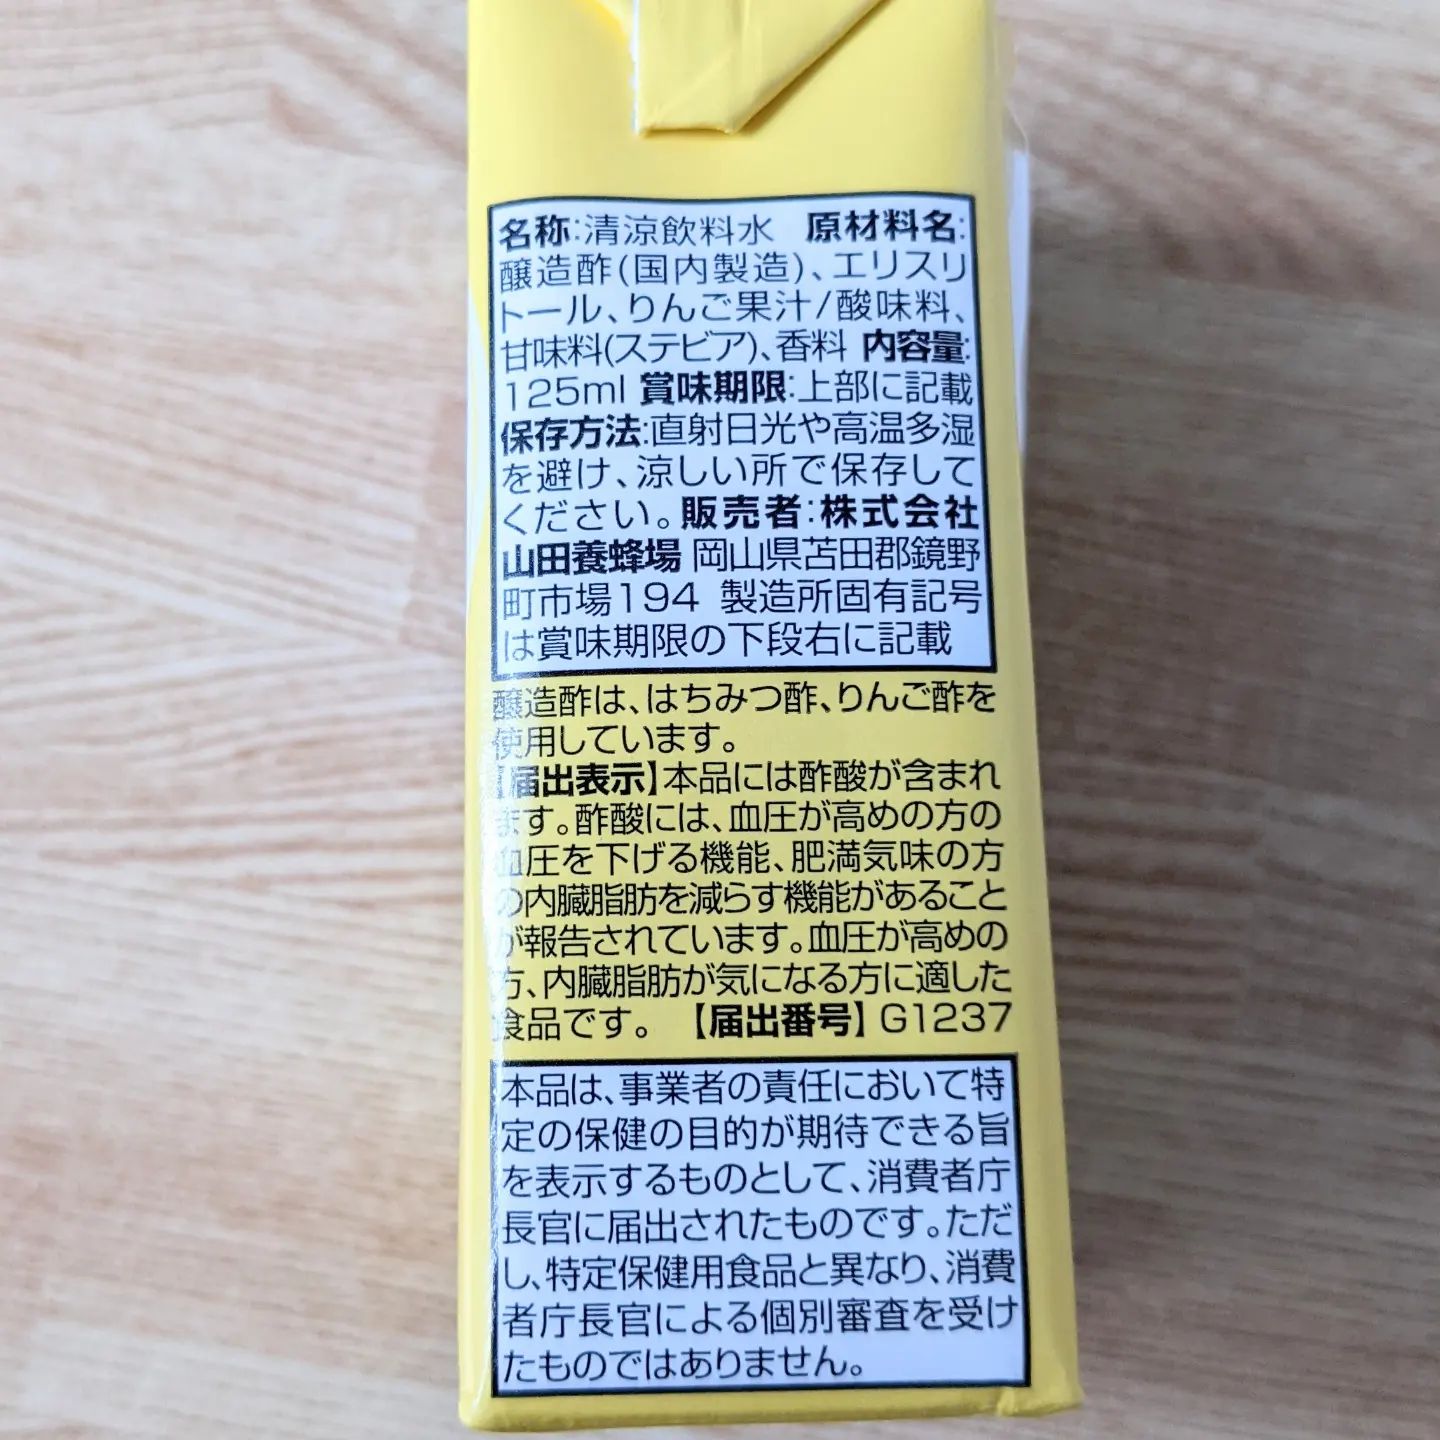 名称:清涼飲料水 原材料名:
醸造酢(国内製造)、エリスリ
トール、りんご果汁/酸味料、
甘味料(ステビア)、香料 内容量:
125ml 賞味期限:上部に記載
保存方法:直射日光や高温多湿
を避け、涼しい所で保存して
ください。販売者:株式会社
山田養蜂場 岡山県苫田郡鏡野
町市場194 製造所固有記号
は賞味期限の下段右に記載
醸造酢は、はちみつ酢、りんご酢を
使用しています。
【届出表示】本品には酢酸が含まれ
ます。酢酸には、血圧が高めの方の
血圧を下げる機能、肥満気味の方
の内臓脂肪を減らす機能があること
が報告されています。血圧が高めの
方、内臓脂肪が気になる方に適した
食品です。 【届出番号】G1237
本品は、事業者の責任において特
定の保健の目的が期待できる旨
を表示するものとして、消費者庁
長官に届出されたものです。ただ
し、特定保健用食品と異なり、消費
者庁長官による個別審査を受け
たものではありません。